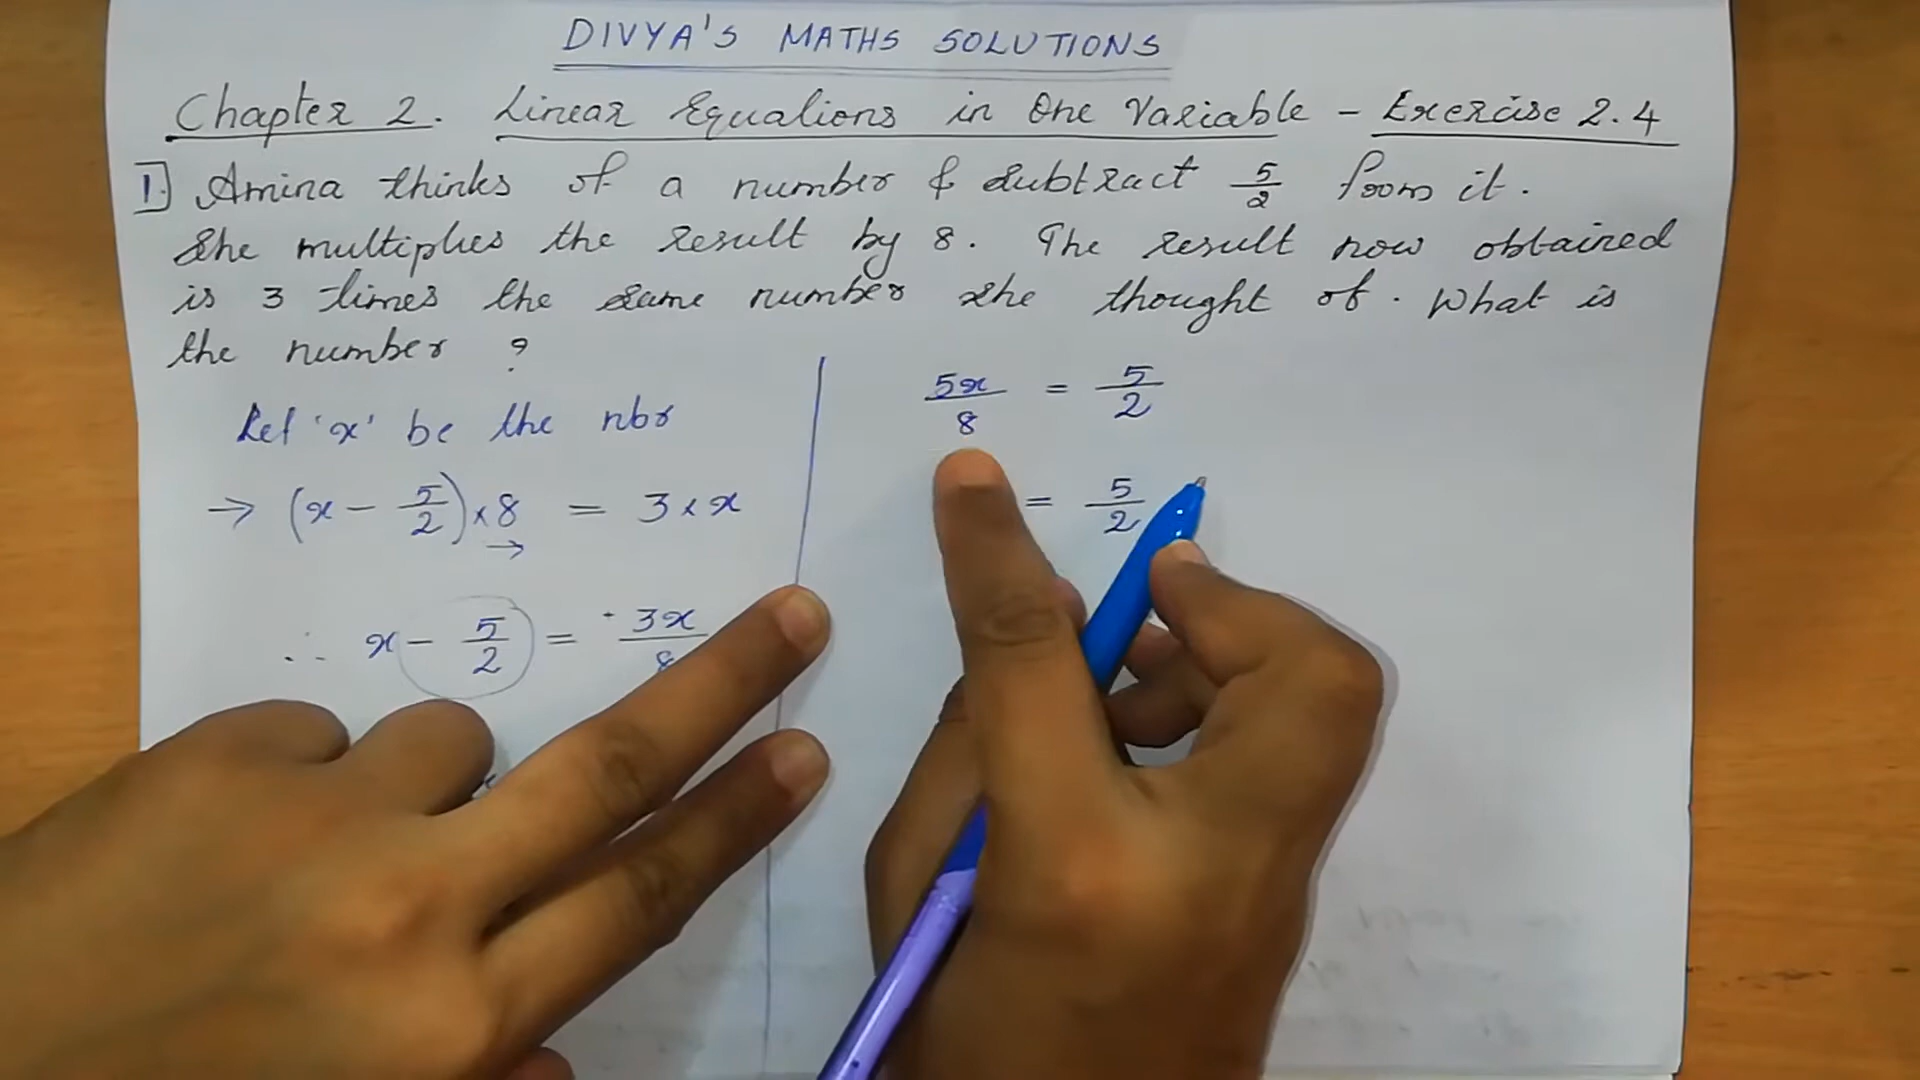 DIVYA'S MATHS SOLUTIONS
Chapter 2. Linear Equations in One Variable - Exercise 2.4
1] Amina thinks of a number & subtract 5/2 from it.
She multiplies the result by 8. The result now obtained
is 3 times the same number she thought of. What is
the number ?
Let 'x' be the nbr
→ (x - 5/2) × 8 = 3 × x
∴ x - 5/2 = 3x/8
5x/8 = 5/2
= 5/2